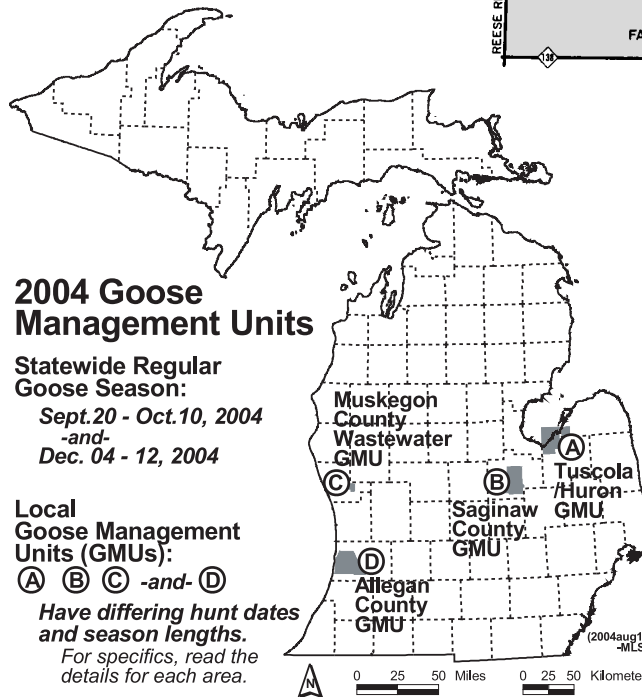 REESE R
FA
138
2004 Goose
Management Units
Statewide Regular
Goose Season:
Sept.20 - Oct.10, 2004
-and-
Dec. 04 - 12, 2004
Local
Goose Management
Units (GMUs):
A B C -and- D
Have differing hunt dates
and season lengths.
For specifics, read the
details for each area.
Muskegon
County
Wastewater
GMU
C
A
Tuscola
/Huron
GMU
B
Saginaw
County
GMU
D
Allegan
County
GMU
(2004aug1
-MLS
N
0 25 50 Miles
0 25 50 Kilomete